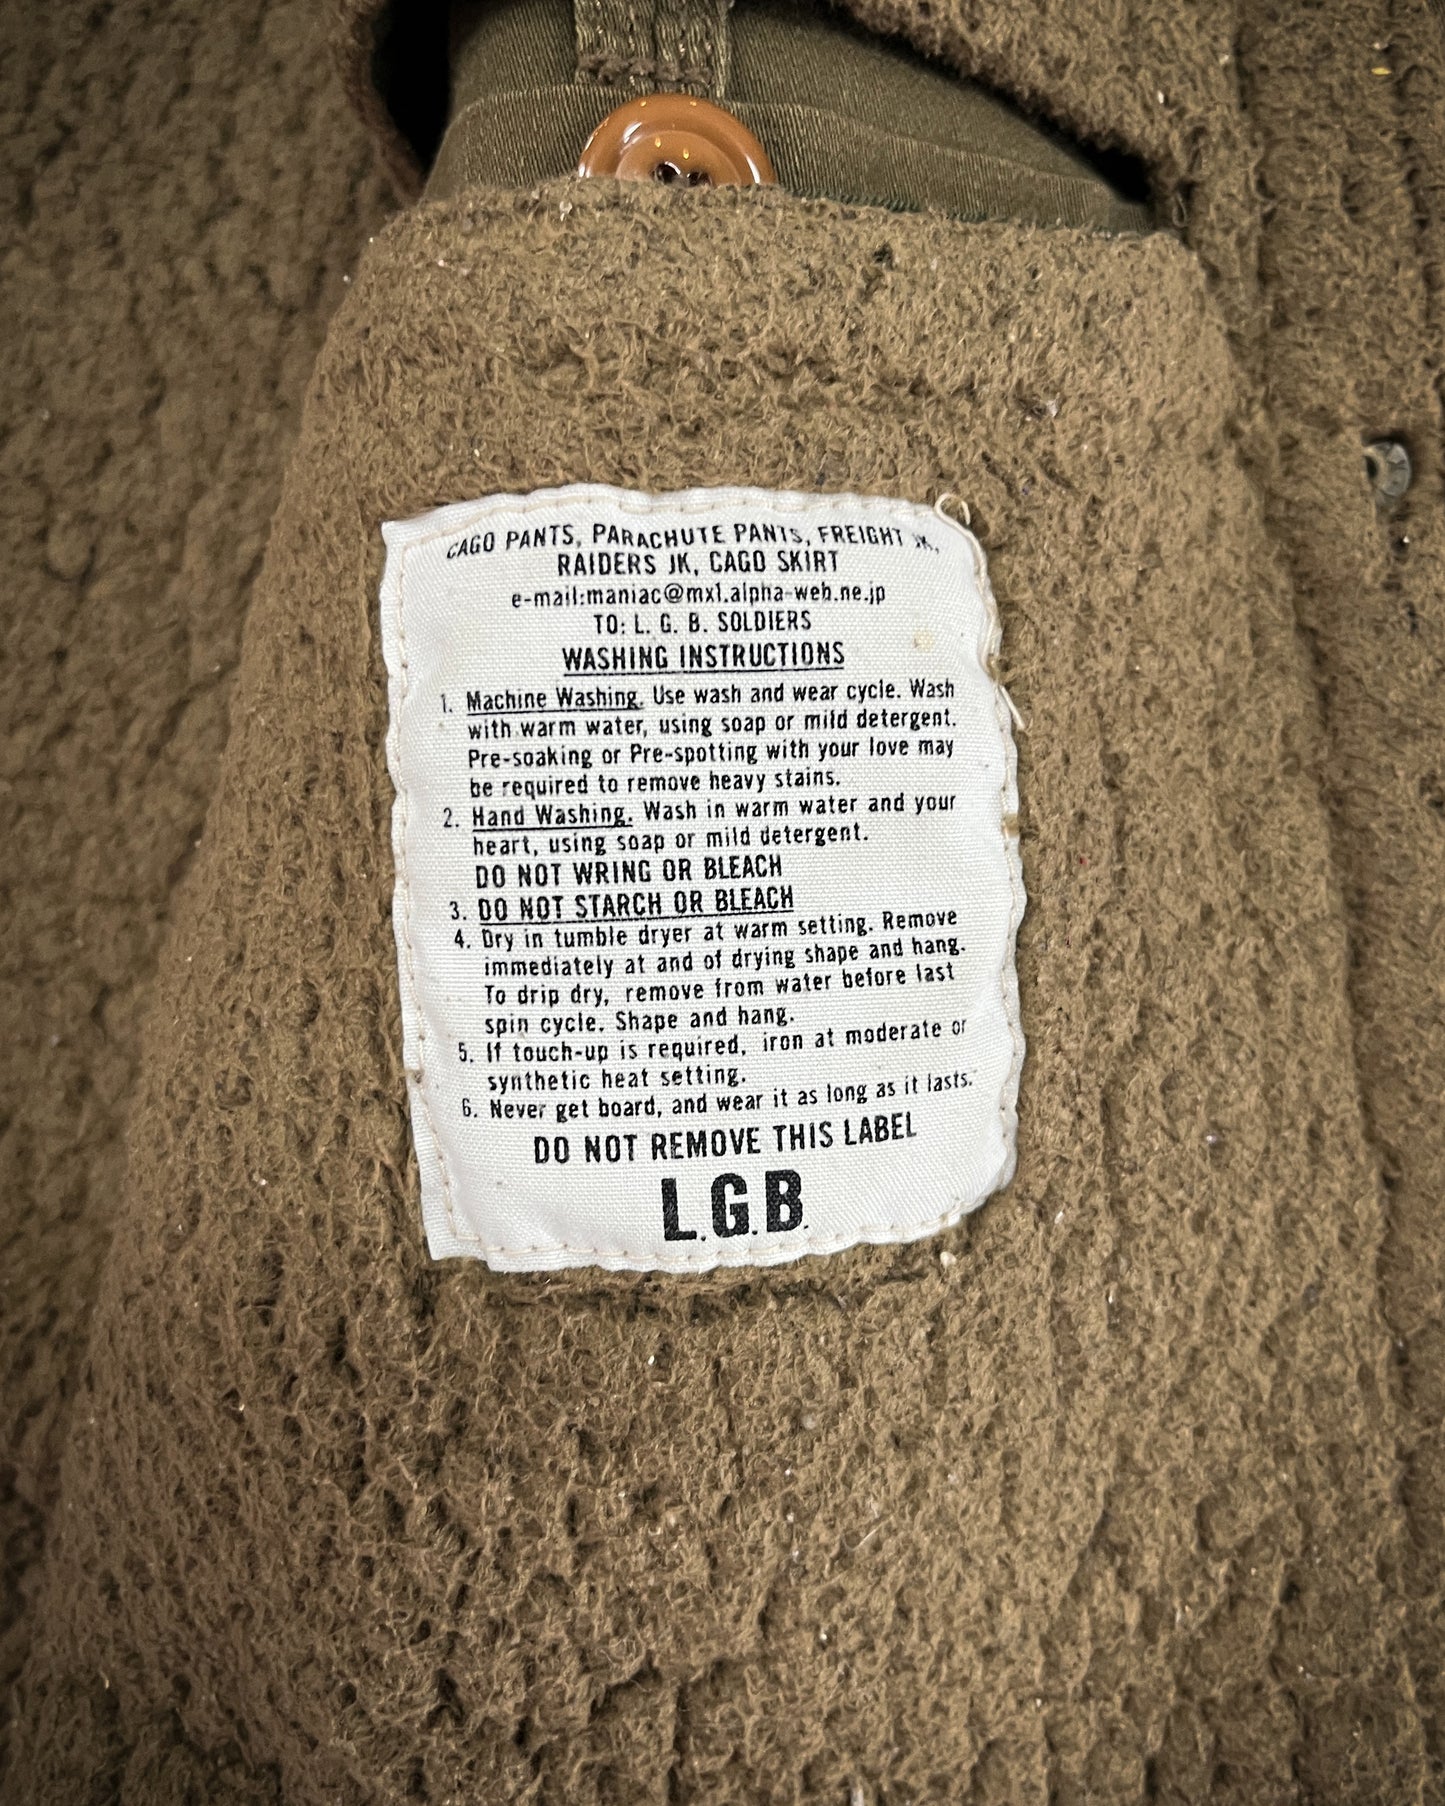 CAGO PANTS, PARACHUTE PANTS, FREIGHT JK,
RAIDERS JK, CAGO SKIRT
e-mail:maniac@mx1.alpha-web.ne.jp
TO: L. G. B. SOLDIERS
WASHING INSTRUCTIONS
1. Machine Washing. Use wash and wear cycle. Wash
with warm water, using soap or mild detergent.
Pre-soaking or Pre-spotting with your love may
be required to remove heavy stains.
2. Hand Washing. Wash in warm water and your
heart, using soap or mild detergent.
DO NOT WRING OR BLEACH
3. DO NOT STARCH OR BLEACH
4. Dry in tumble dryer at warm setting. Remove
immediately at and of drying shape and hang.
To drip dry, remove from water before last
spin cycle. Shape and hang.
5. If touch-up is required, iron at moderate or
synthetic heat setting.
6. Never get board, and wear it as long as it lasts.
DO NOT REMOVE THIS LABEL
L.G.B.